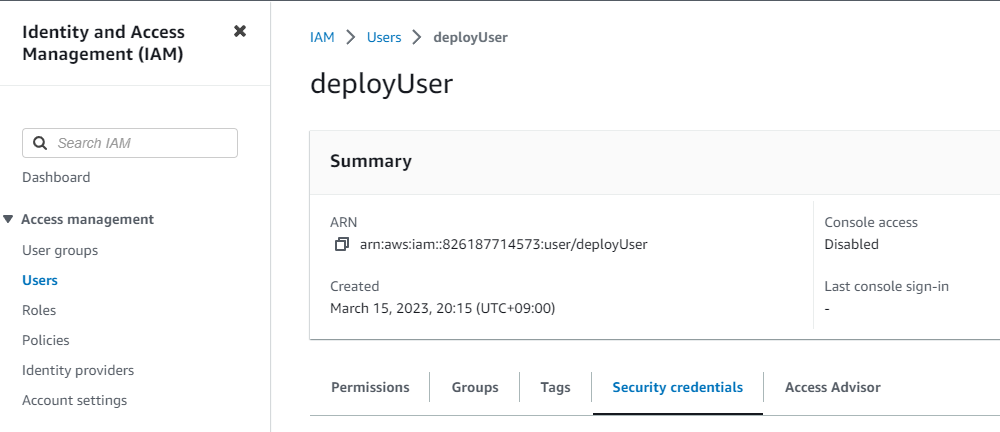 Identity and Access
Management (IAM)
Search IAM
Dashboard
Access management
User groups
Users
Roles
Policies
Identity providers
Account settings
IAM > Users > deployUser
deployUser
Summary
ARN
arn:aws:iam::826187714573:user/deployUser
Console access
Disabled
Created
March 15, 2023, 20:15 (UTC+09:00)
Last console sign-in
-
Permissions Groups Tags Security credentials Access Advisor